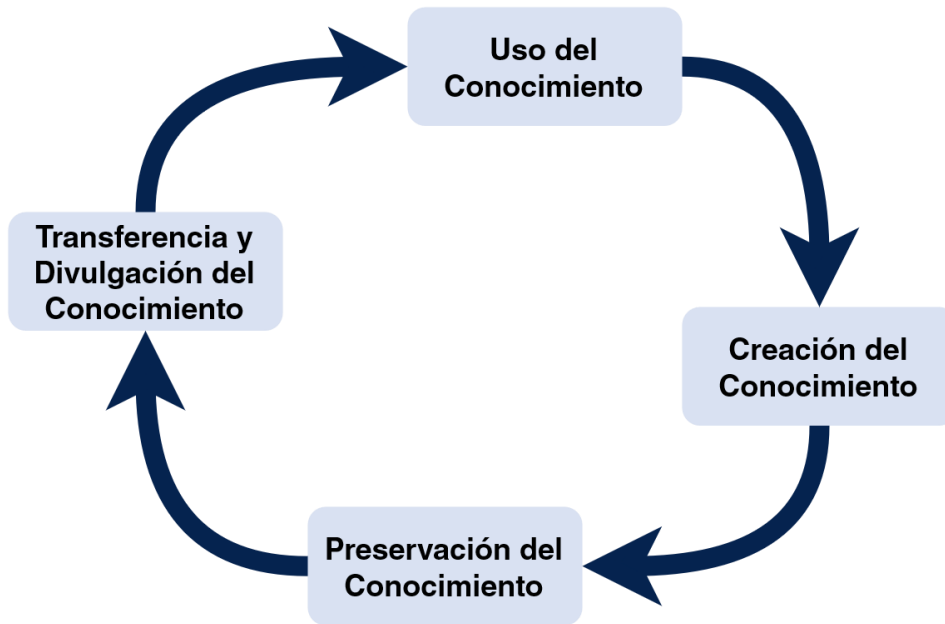 Uso del
Conocimiento
Transferencia y
Divulgación del
Conocimiento
Creación del
Conocimiento
Preservación del
Conocimiento